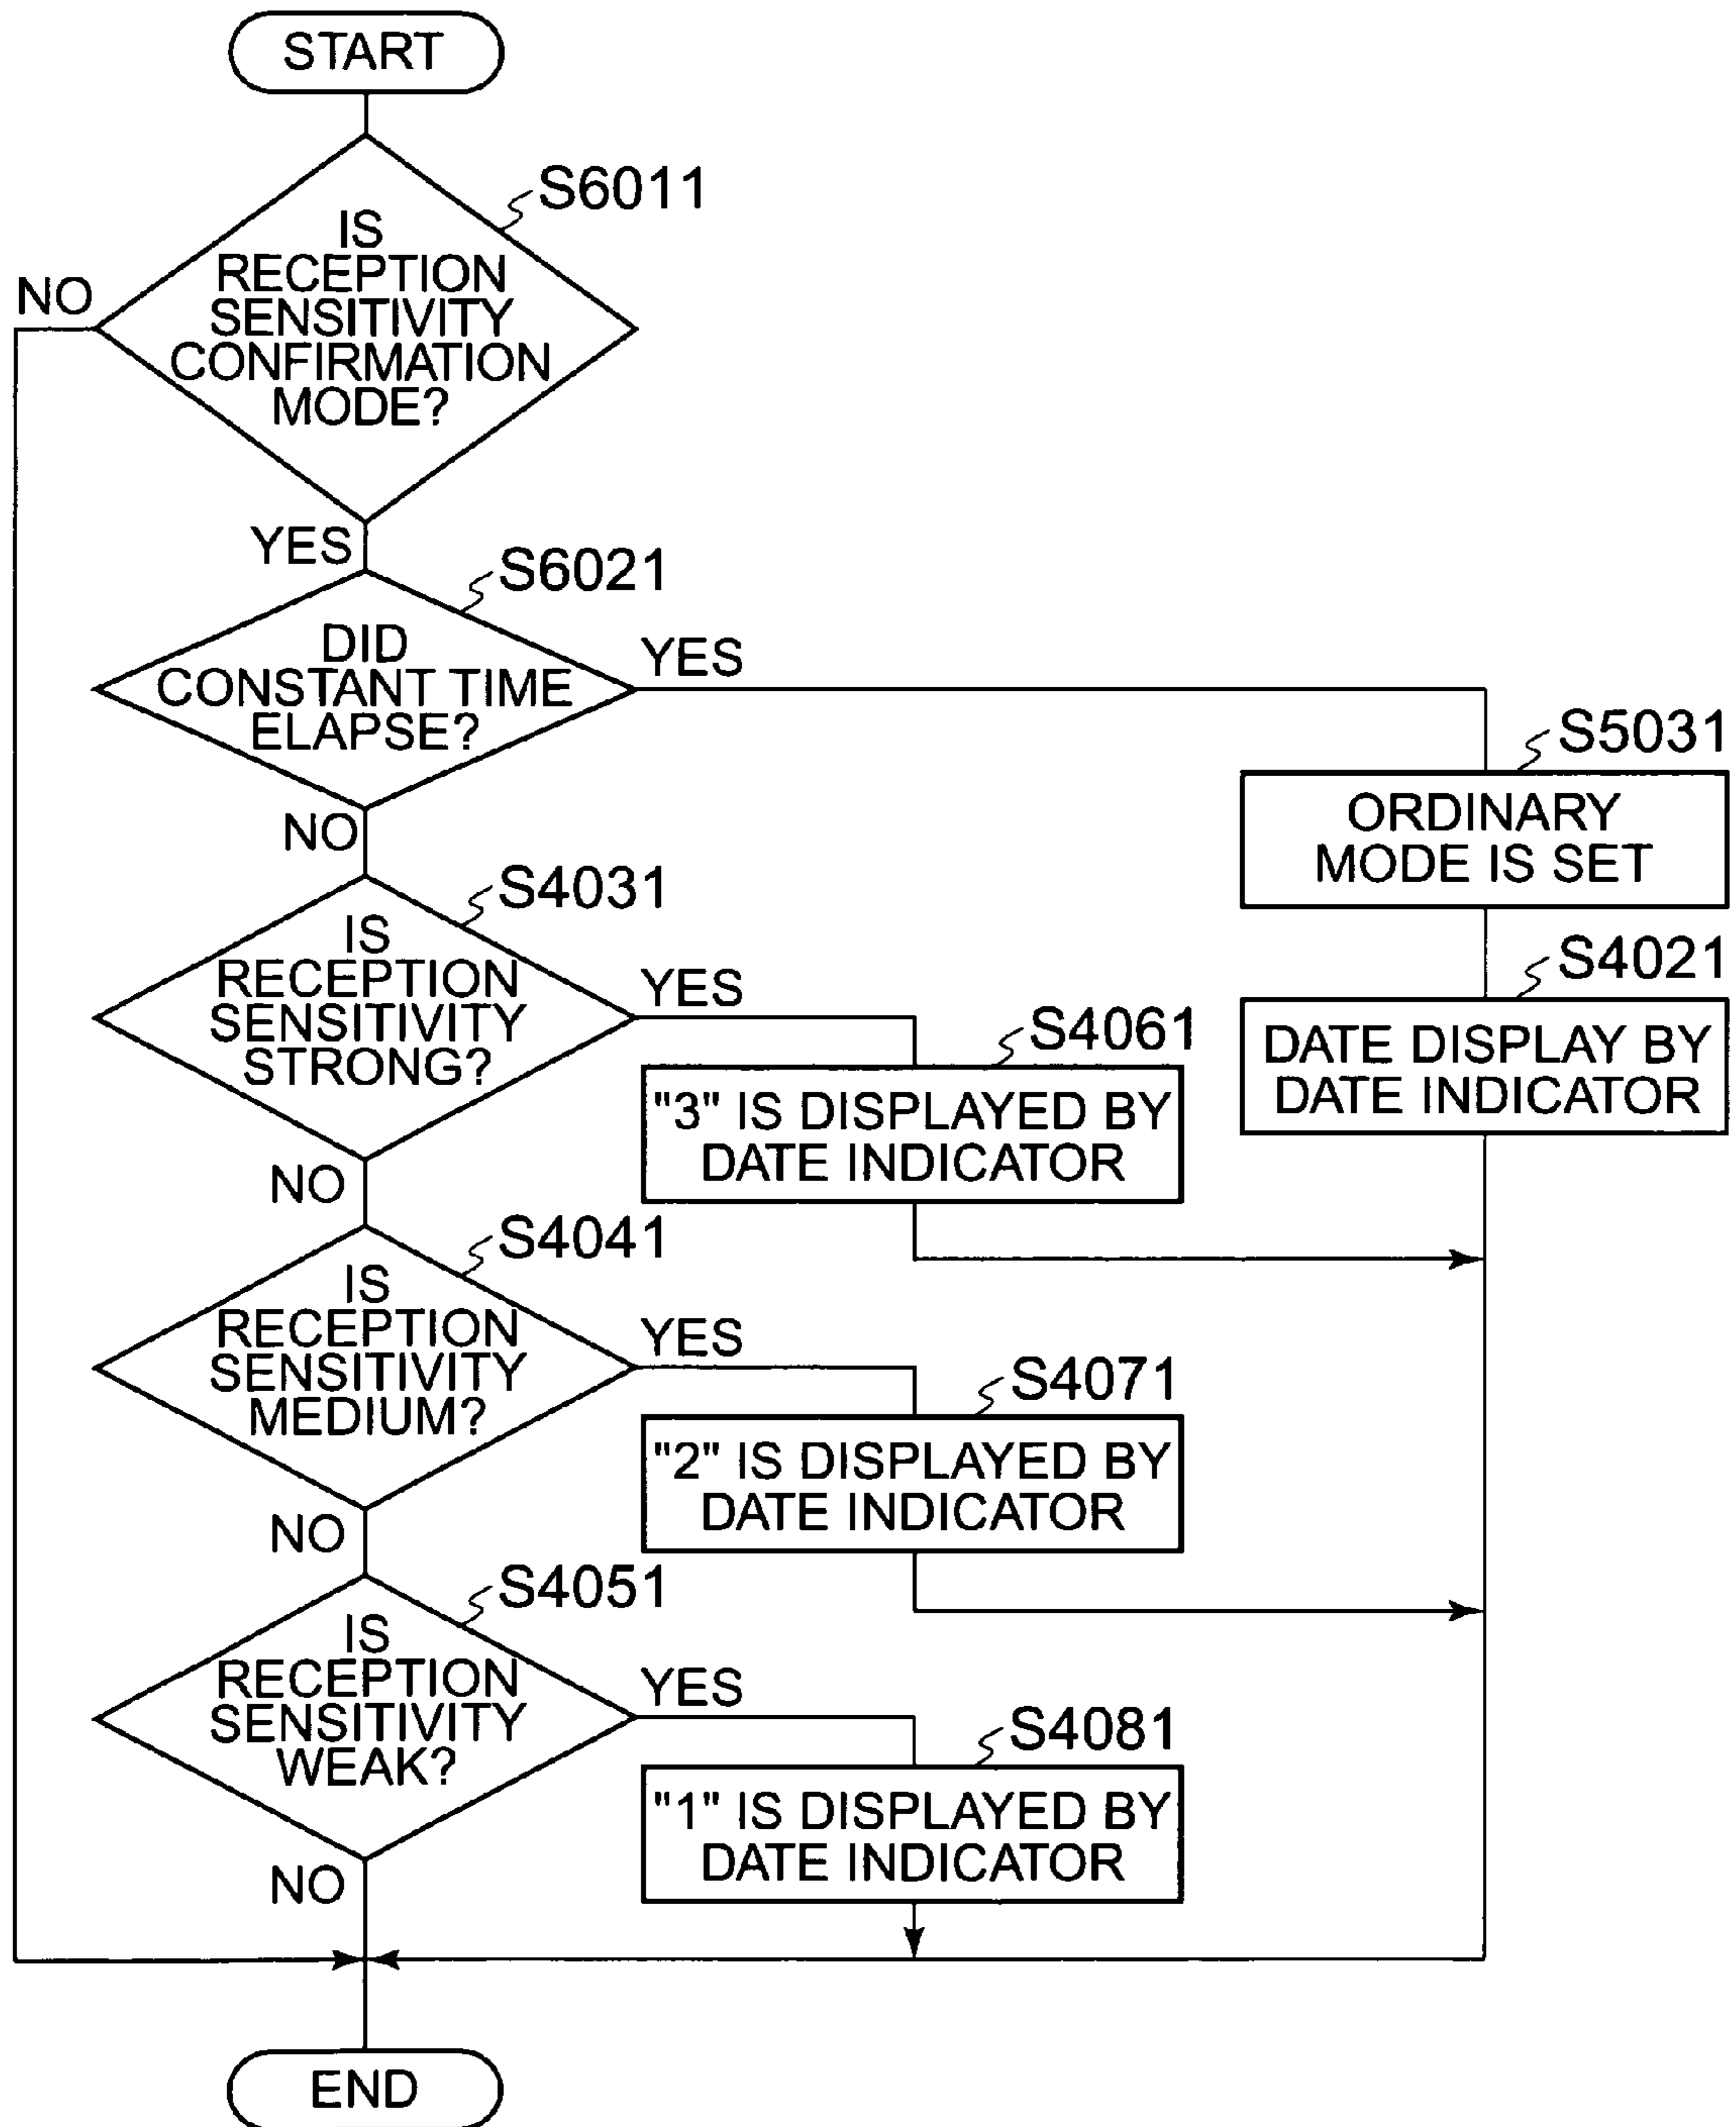 START
S6011
IS
RECEPTION
SENSITIVITY
CONFIRMATION
MODE?
NO
YES
S6021
DID
CONSTANT TIME
ELAPSE?
YES
NO
S5031
ORDINARY
MODE IS SET
S4021
DATE DISPLAY BY
DATE INDICATOR
S4031
IS
RECEPTION
SENSITIVITY
STRONG?
YES
NO
S4061
"3" IS DISPLAYED BY
DATE INDICATOR
S4041
IS
RECEPTION
SENSITIVITY
MEDIUM?
YES
NO
S4071
"2" IS DISPLAYED BY
DATE INDICATOR
S4051
IS
RECEPTION
SENSITIVITY
WEAK?
YES
NO
S4081
"1" IS DISPLAYED BY
DATE INDICATOR
END